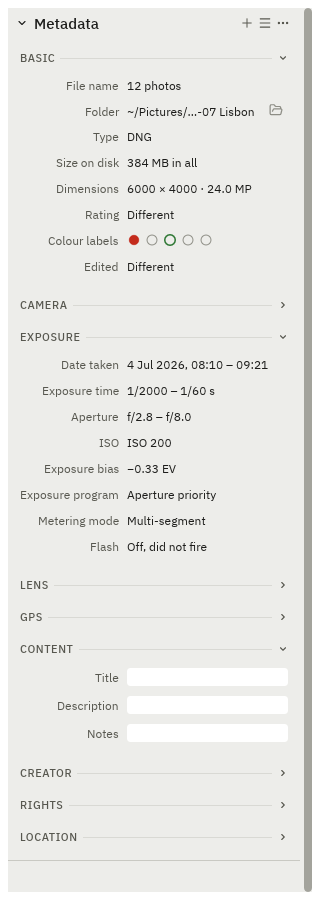 Metadata
BASIC
File name 12 photos
Folder ~/Pictures/...-07 Lisbon
Type DNG
Size on disk 384 MB in all
Dimensions 6000 × 4000 · 24.0 MP
Rating Different
Colour labels
Edited Different
CAMERA
EXPOSURE
Date taken 4 Jul 2026, 08:10 – 09:21
Exposure time 1/2000 – 1/60 s
Aperture f/2.8 – f/8.0
ISO ISO 200
Exposure bias −0.33 EV
Exposure program Aperture priority
Metering mode Multi-segment
Flash Off, did not fire
LENS
GPS
CONTENT
Title
Description
Notes
CREATOR
RIGHTS
LOCATION